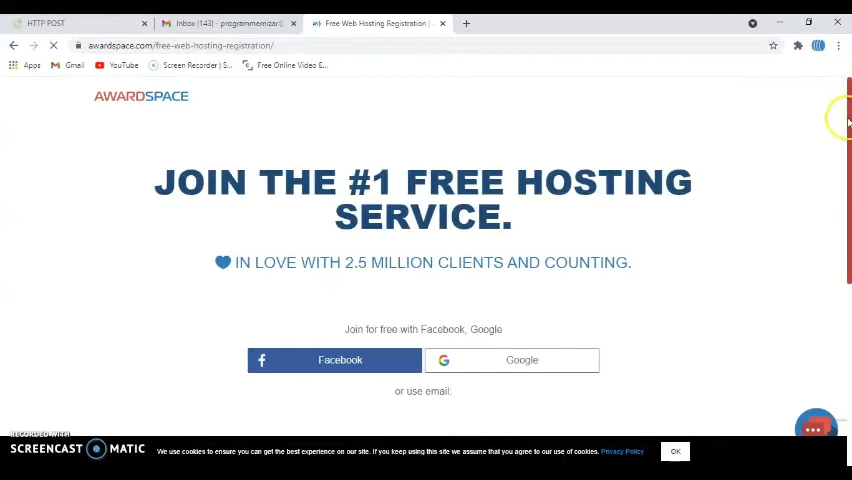 HTTP POST
Inbox (143) - programmernizar@
Free Web Hosting Registration |
awardspace.com/free-web-hosting-registration/
Apps
Gmail
YouTube
Screen Recorder | S...
Free Online Video E...
AWARDSPACE
JOIN THE #1 FREE HOSTING
SERVICE.
IN LOVE WITH 2.5 MILLION CLIENTS AND COUNTING.
Join for free with Facebook, Google
Facebook
Google
or use email:
RECORDED WITH
SCREENCAST MATIC
We use cookies to ensure you can get the best experience on our site. If you keep using this site we assume that you agree to our use of cookies. Privacy Policy
OK